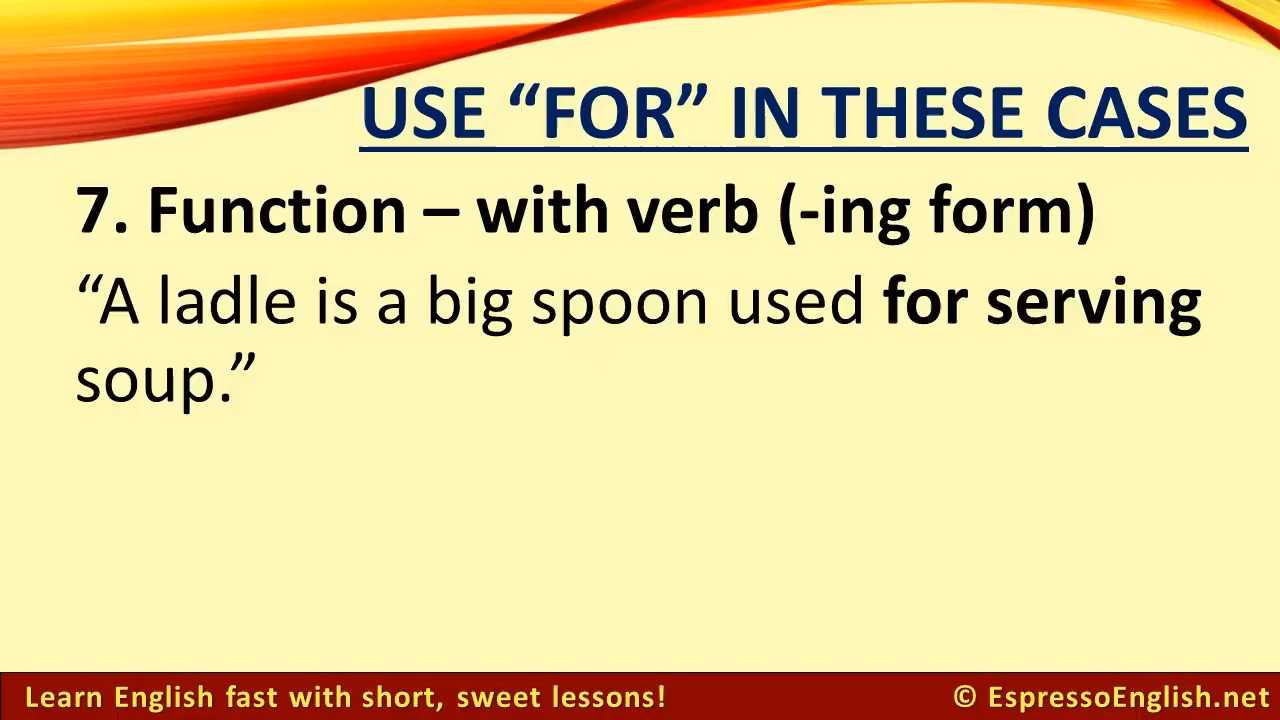 USE “FOR” IN THESE CASES
7. Function – with verb (-ing form)
“A ladle is a big spoon used for serving
soup.”
Learn English fast with short, sweet lessons!
© EspressoEnglish.net